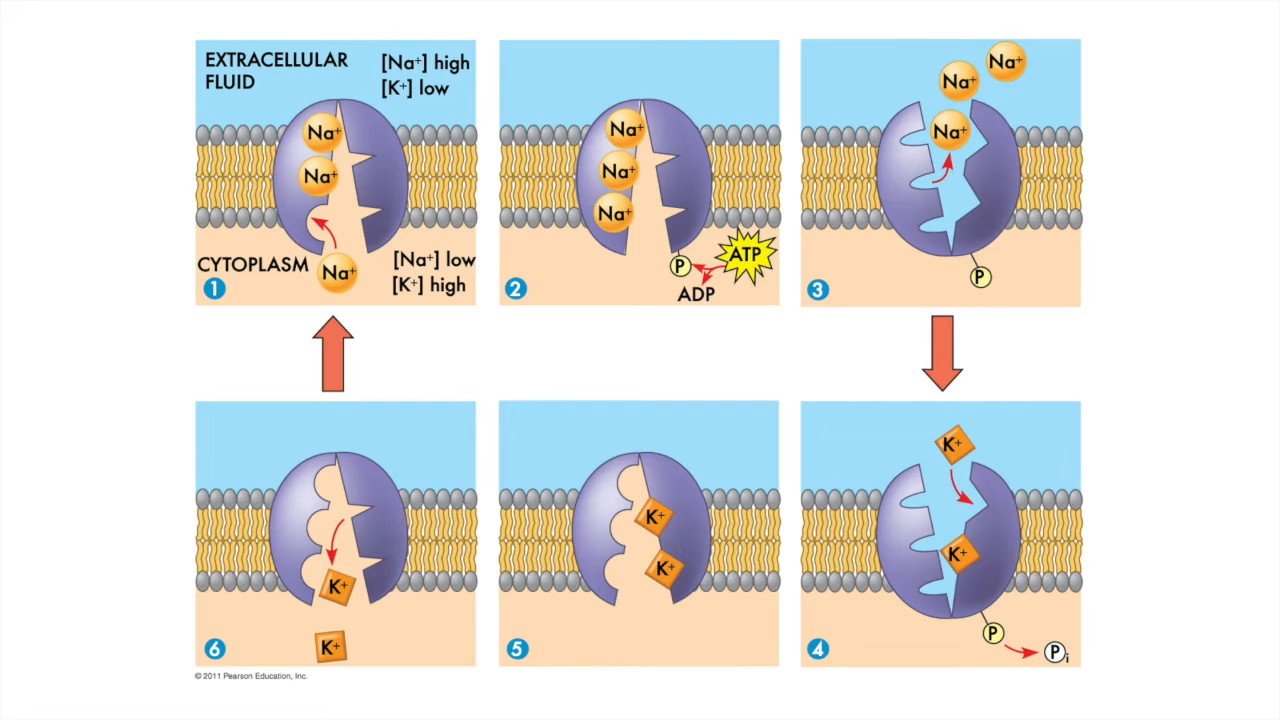 EXTRACELLULAR
FLUID
[Na⁺] high
[K⁺] low
Na⁺
Na⁺
CYTOPLASM
Na⁺
[Na⁺] low
[K⁺] high
1
Na⁺
Na⁺
Na⁺
P
ATP
ADP
2
Na⁺
Na⁺
Na⁺
P
3
K⁺
K⁺
6
K⁺
K⁺
5
K⁺
K⁺
P
Pi
4
© 2011 Pearson Education, Inc.